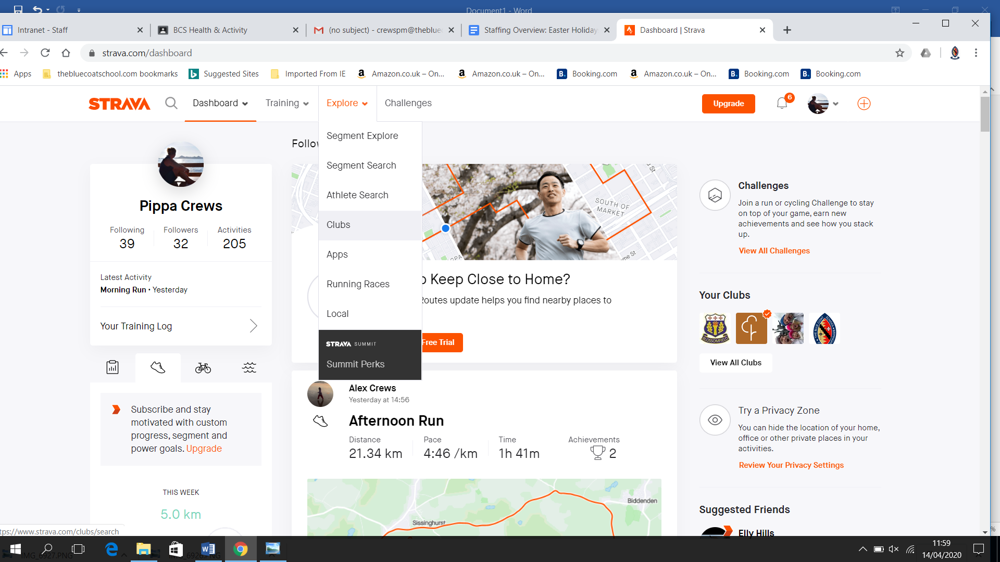 Document1 - Word
Intranet - Staff
BCS Health & Activity
(no subject) - crewspm@theblue
Staffing Overview: Easter Holiday
Dashboard | Strava
strava.com/dashboard
Apps
thebluecoatschool.com bookmarks
Suggested Sites
Imported From IE
Amazon.co.uk – On...
Amazon.co.uk – On...
Booking.com
Amazon.co.uk – On...
Booking.com
Booking.com
STRAVA
Dashboard
Training
Explore
Challenges
Upgrade
6
Segment Explore
Segment Search
Athlete Search
Clubs
Apps
Running Races
Local
STRAVA SUMMIT
Summit Perks
Pippa Crews
Following
39
Followers
32
Activities
205
Latest Activity
Morning Run • Yesterday
Your Training Log
Subscribe and stay
motivated with custom
progress, segment and
power goals. Upgrade
THIS WEEK
5.0 km
Follow
SOUTH OF
MARKET
Keep Close to Home?
Routes update helps you find nearby places to
Free Trial
Alex Crews
Yesterday at 14:56
Afternoon Run
Distance
21.34 km
Pace
4:46 /km
Time
1h 41m
Achievements
2
Biddenden
Sissinghurst
Challenges
Join a run or cycling Challenge to stay
on top of your game, earn new
achievements and see how you stack
up.
View All Challenges
Your Clubs
BLOSSOMFIELD
View All Clubs
Try a Privacy Zone
You can hide the location of your home,
office or other private places in your
activities.
Review Your Privacy Settings
Suggested Friends
Elly Hills
tps://www.strava.com/clubs/search
IMG_6927.PNG
IMG_6926.PNG
11:59
14/04/2020